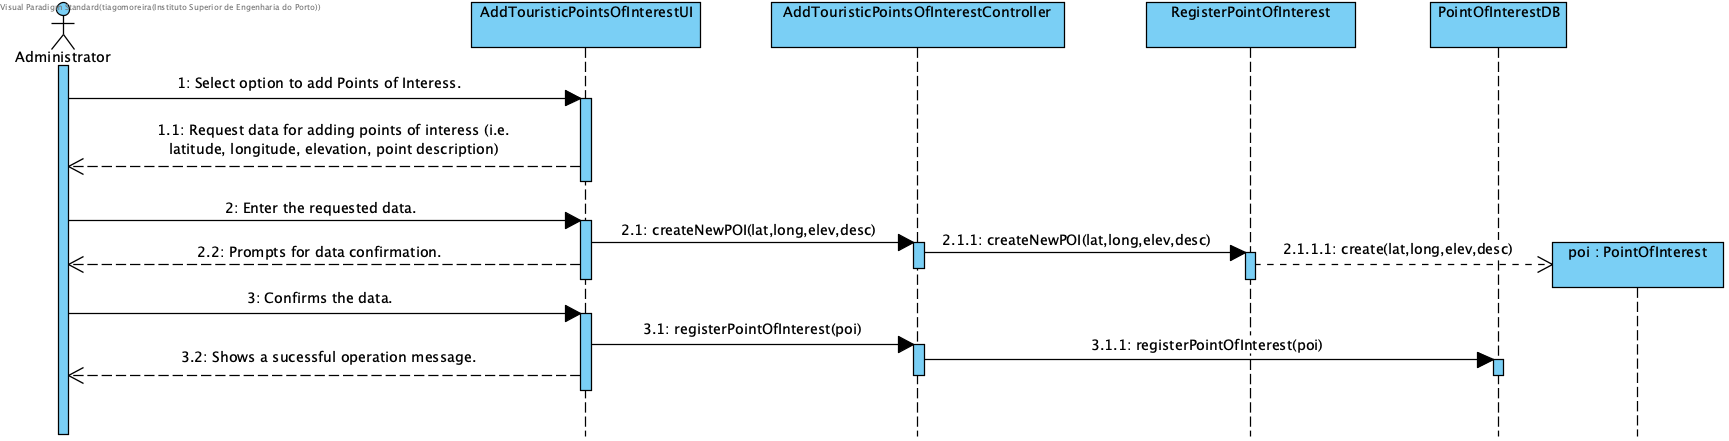 Visual Paradigm Standard(tiagomoreira(Instituto Superior de Engenharia do Porto))
AddTouristicPointsOfInterestUI
AddTouristicPointsOfInterestController
RegisterPointOfInterest
PointOfInterestDB
Administrator
1: Select option to add Points of Interess.
1.1: Request data for adding points of interess (i.e.
latitude, longitude, elevation, point description)
2: Enter the requested data.
2.1: createNewPOI(lat,long,elev,desc)
2.1.1: createNewPOI(lat,long,elev,desc)
2.1.1.1: create(lat,long,elev,desc)
poi : PointOfInterest
2.2: Prompts for data confirmation.
3: Confirms the data.
3.1: registerPointOfInterest(poi)
3.1.1: registerPointOfInterest(poi)
3.2: Shows a sucessful operation message.